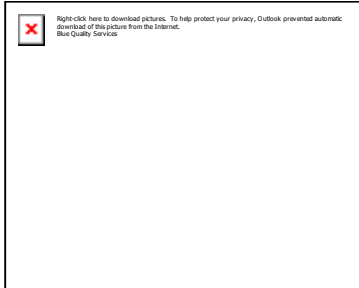 Right-click here to download pictures. To help protect your privacy, Outlook prevented automatic
download of this picture from the Internet.
Blue Quality Services